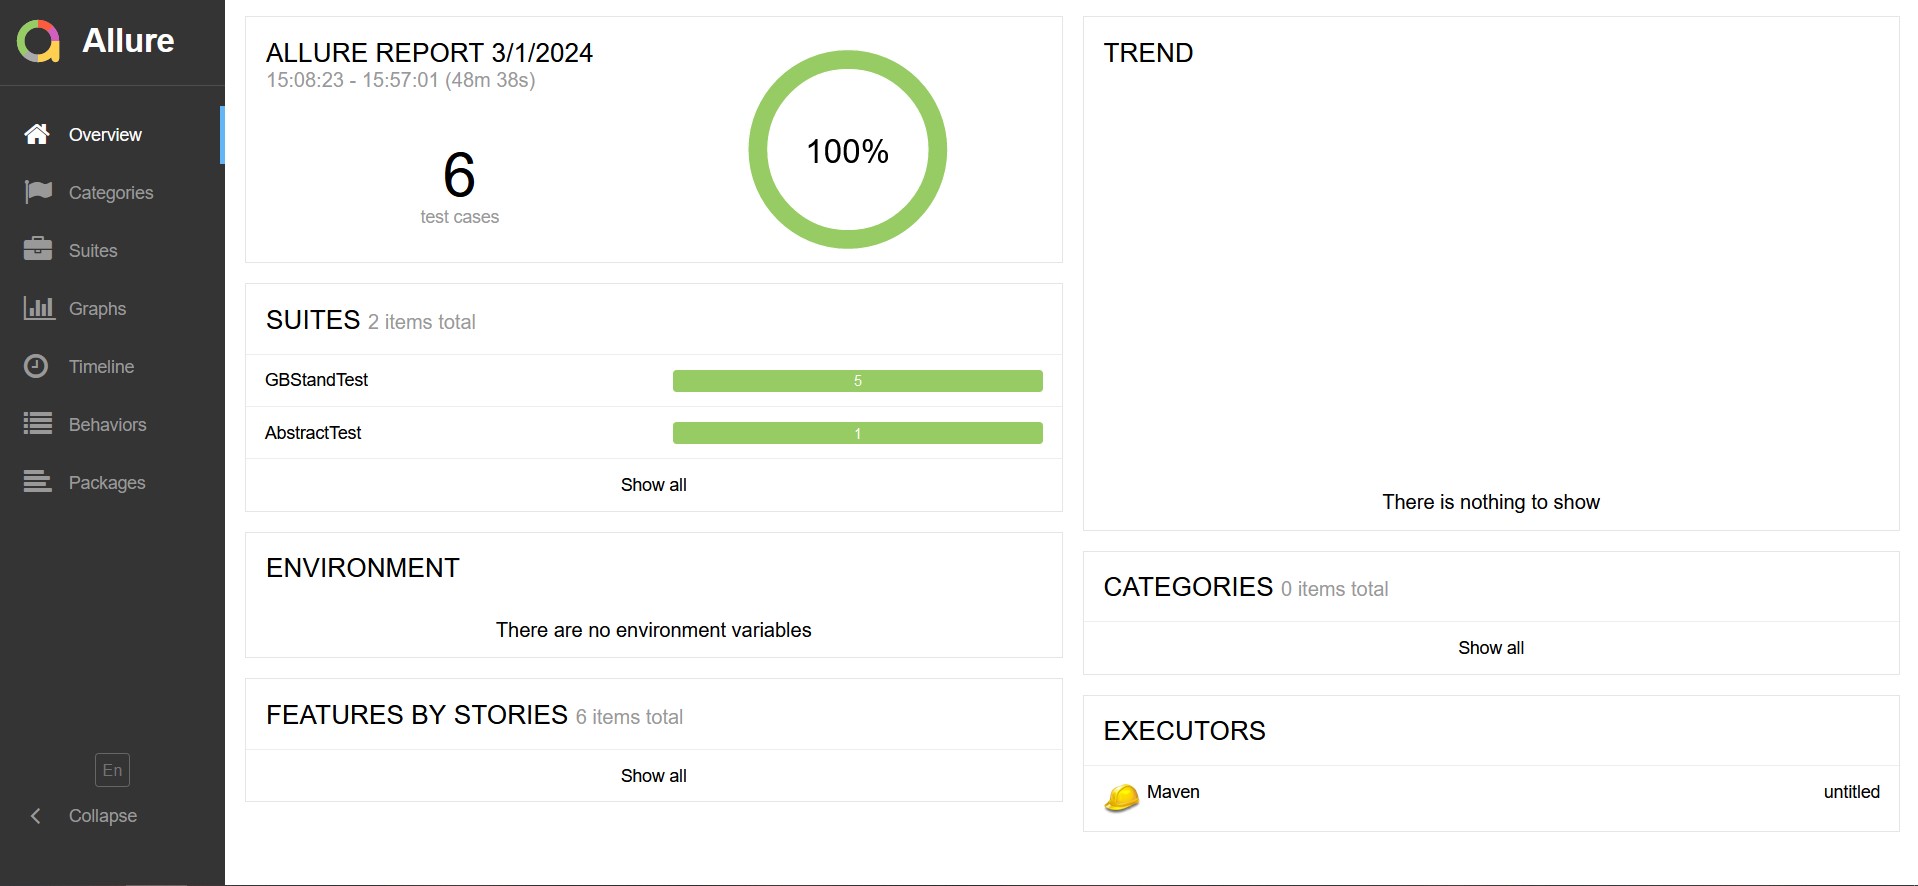 Allure
Overview
Categories
Suites
Graphs
Timeline
Behaviors
Packages
En
Collapse
ALLURE REPORT 3/1/2024
15:08:23 - 15:57:01 (48m 38s)
6
test cases
100%
SUITES 2 items total
GBStandTest 5
AbstractTest 1
Show all
ENVIRONMENT
There are no environment variables
FEATURES BY STORIES 6 items total
Show all
TREND
There is nothing to show
CATEGORIES 0 items total
Show all
EXECUTORS
Maven untitled